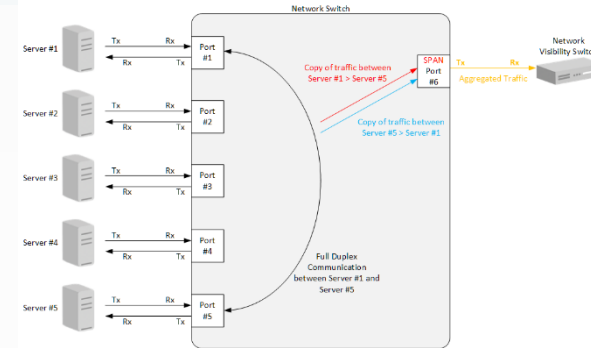 Network Switch
Server #1
Tx
Rx
Rx
Tx
Port
#1
Server #2
Tx
Rx
Rx
Tx
Port
#2
Server #3
Tx
Rx
Rx
Tx
Port
#3
Server #4
Tx
Rx
Rx
Tx
Port
#4
Server #5
Tx
Rx
Rx
Tx
Port
#5
Copy of traffic between
Server #1 > Server #5
Copy of traffic between
Server #5 > Server #1
Full Duplex
Communication
between Server #1 and
Server #5
SPAN
Port
#6
Tx
Rx
Aggregated Traffic
Network
Visibility Switc